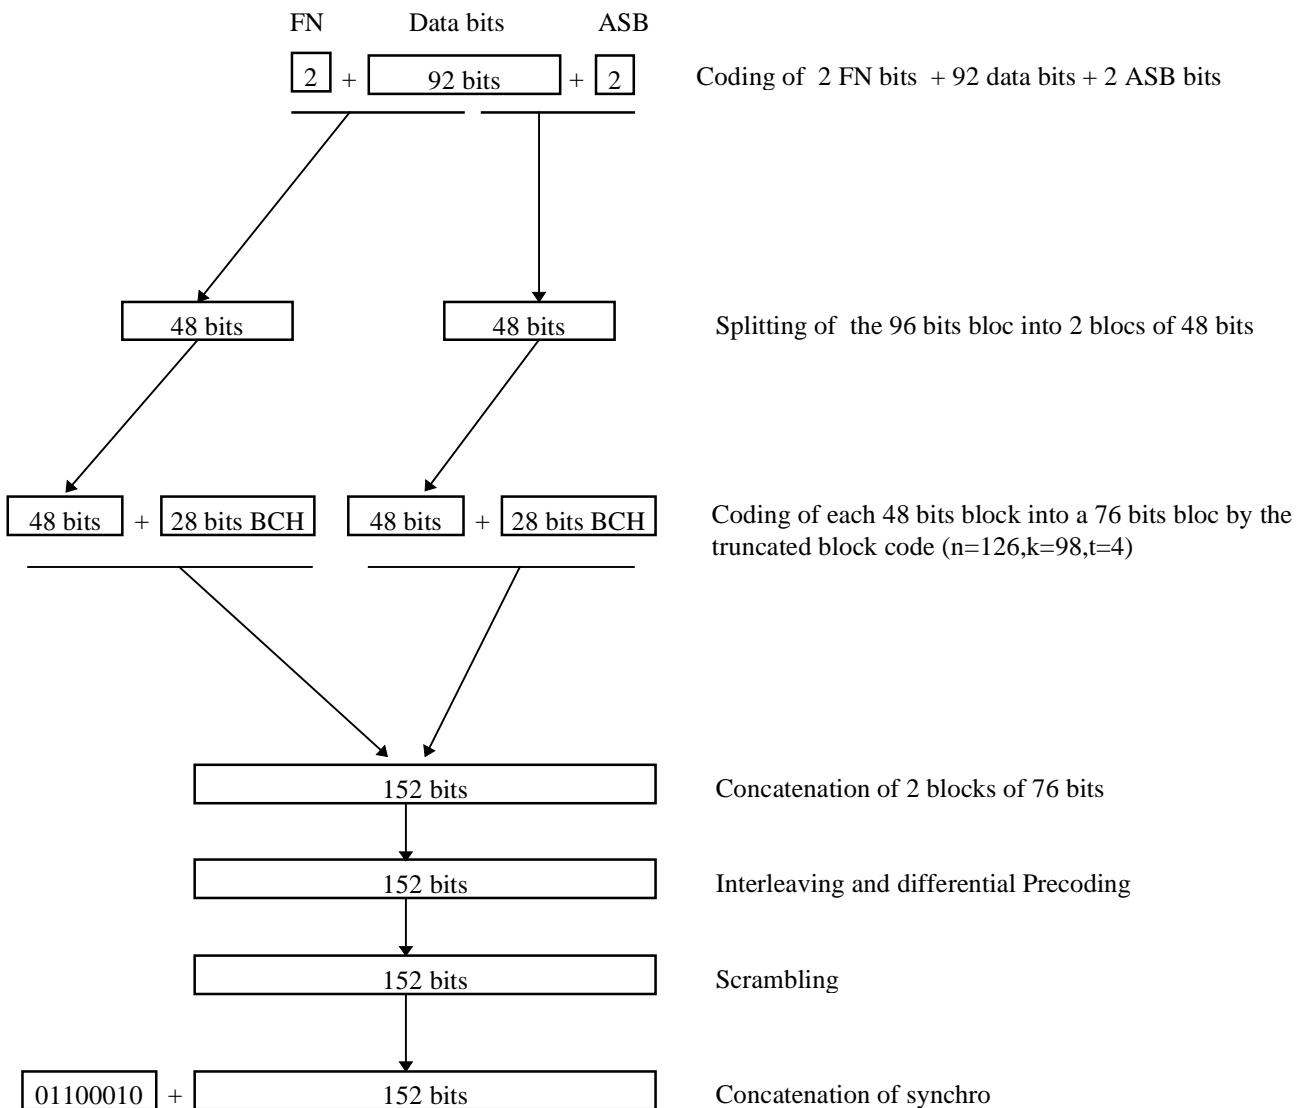 FN Data bits ASB
2 + 92 bits + 2 Coding of 2 FN bits + 92 data bits + 2 ASB bits
48 bits 48 bits Splitting of the 96 bits bloc into 2 blocs of 48 bits
48 bits + 28 bits BCH 48 bits + 28 bits BCH Coding of each 48 bits block into a 76 bits bloc by the
truncated block code (n=126,k=98,t=4)
152 bits Concatenation of 2 blocks of 76 bits
152 bits Interleaving and differential Precoding
152 bits Scrambling
01100010 + 152 bits Concatenation of synchro